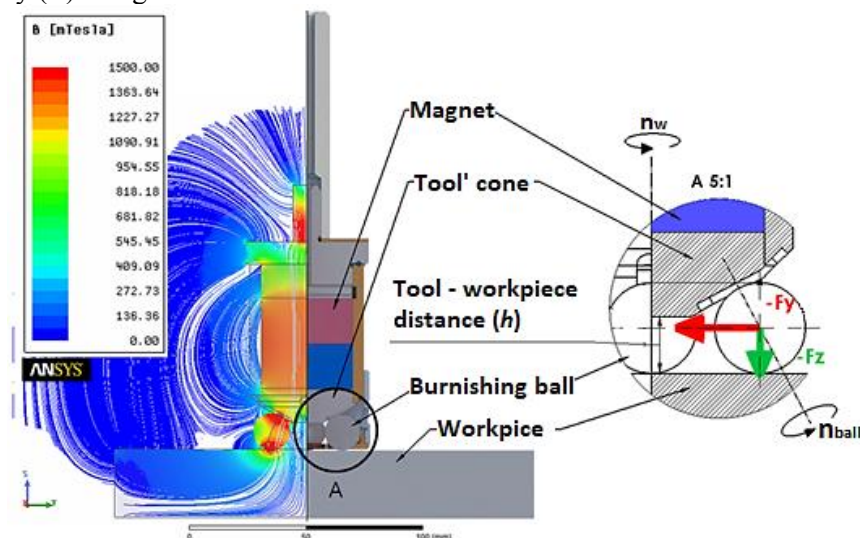 B [mTesla]
1500.00
1363.64
1227.27
1090.91
954.55
818.18
681.82
545.45
409.09
272.73
136.36
0.00
ANSYS
Magnet
Tool' cone
Tool - workpiece
distance (h)
Burnishing ball
Workpice
A
nw
A 5:1
-Fy
-Fz
nball
0
50
100 (mm)